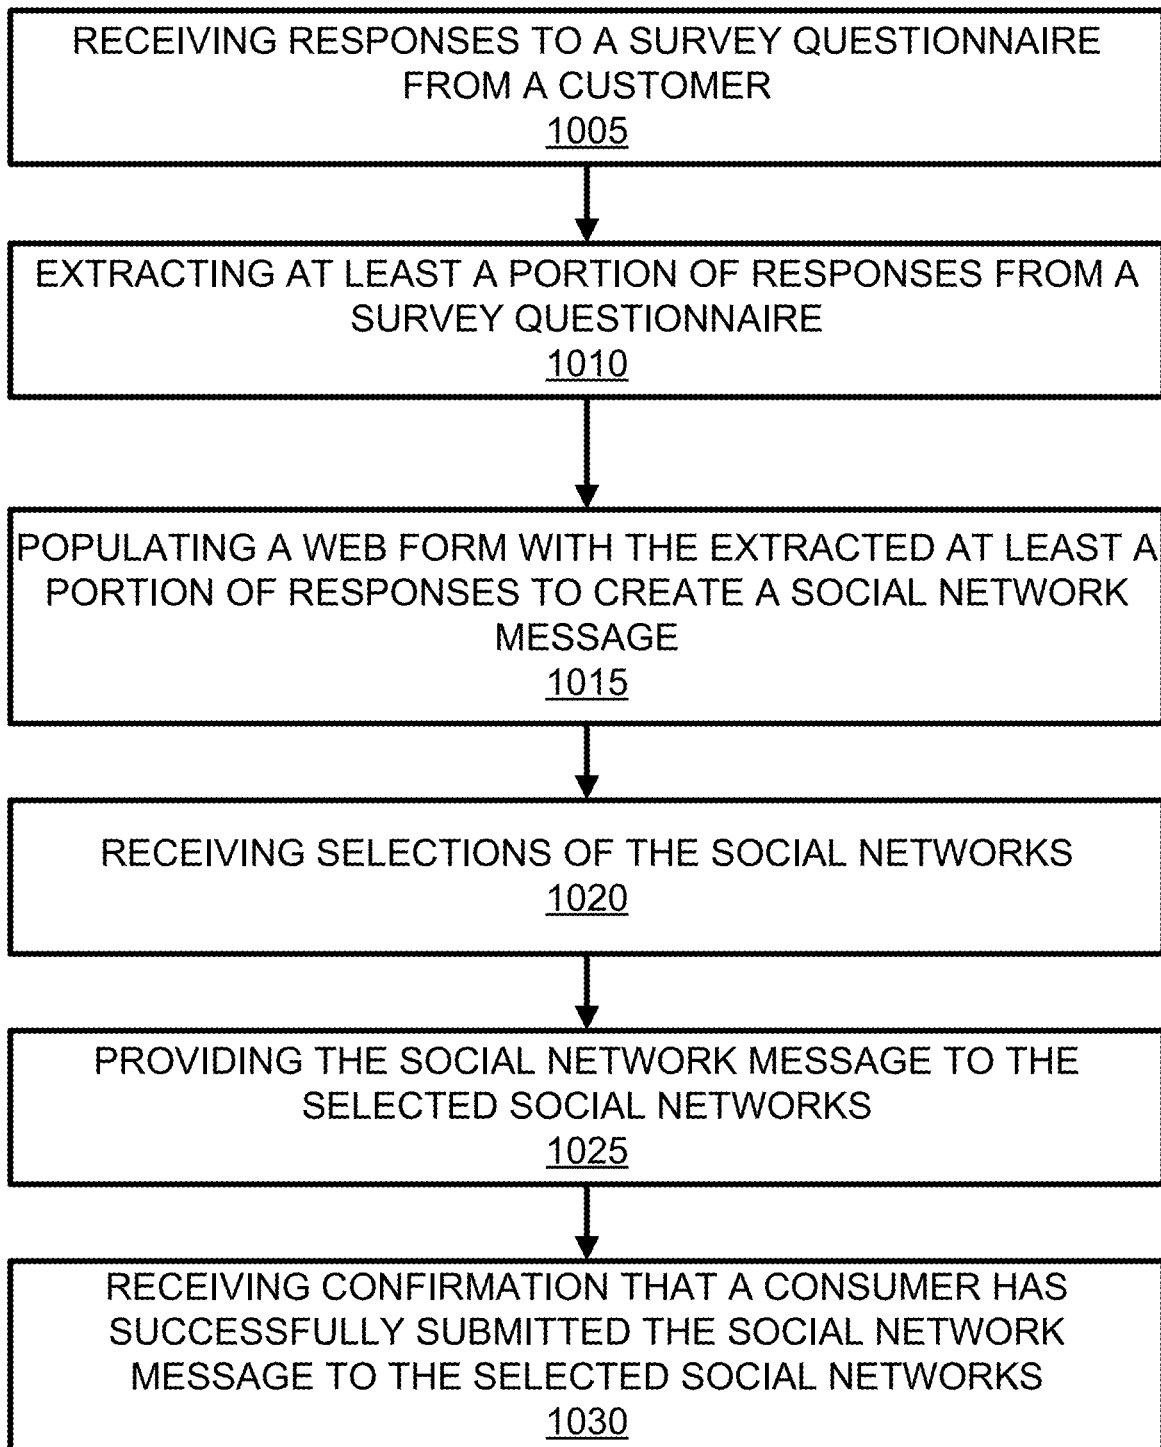 RECEIVING RESPONSES TO A SURVEY QUESTIONNAIRE
FROM A CUSTOMER
1005
EXTRACTING AT LEAST A PORTION OF RESPONSES FROM A
SURVEY QUESTIONNAIRE
1010
POPULATING A WEB FORM WITH THE EXTRACTED AT LEAST A
PORTION OF RESPONSES TO CREATE A SOCIAL NETWORK
MESSAGE
1015
RECEIVING SELECTIONS OF THE SOCIAL NETWORKS
1020
PROVIDING THE SOCIAL NETWORK MESSAGE TO THE
SELECTED SOCIAL NETWORKS
1025
RECEIVING CONFIRMATION THAT A CONSUMER HAS
SUCCESSFULLY SUBMITTED THE SOCIAL NETWORK
MESSAGE TO THE SELECTED SOCIAL NETWORKS
1030